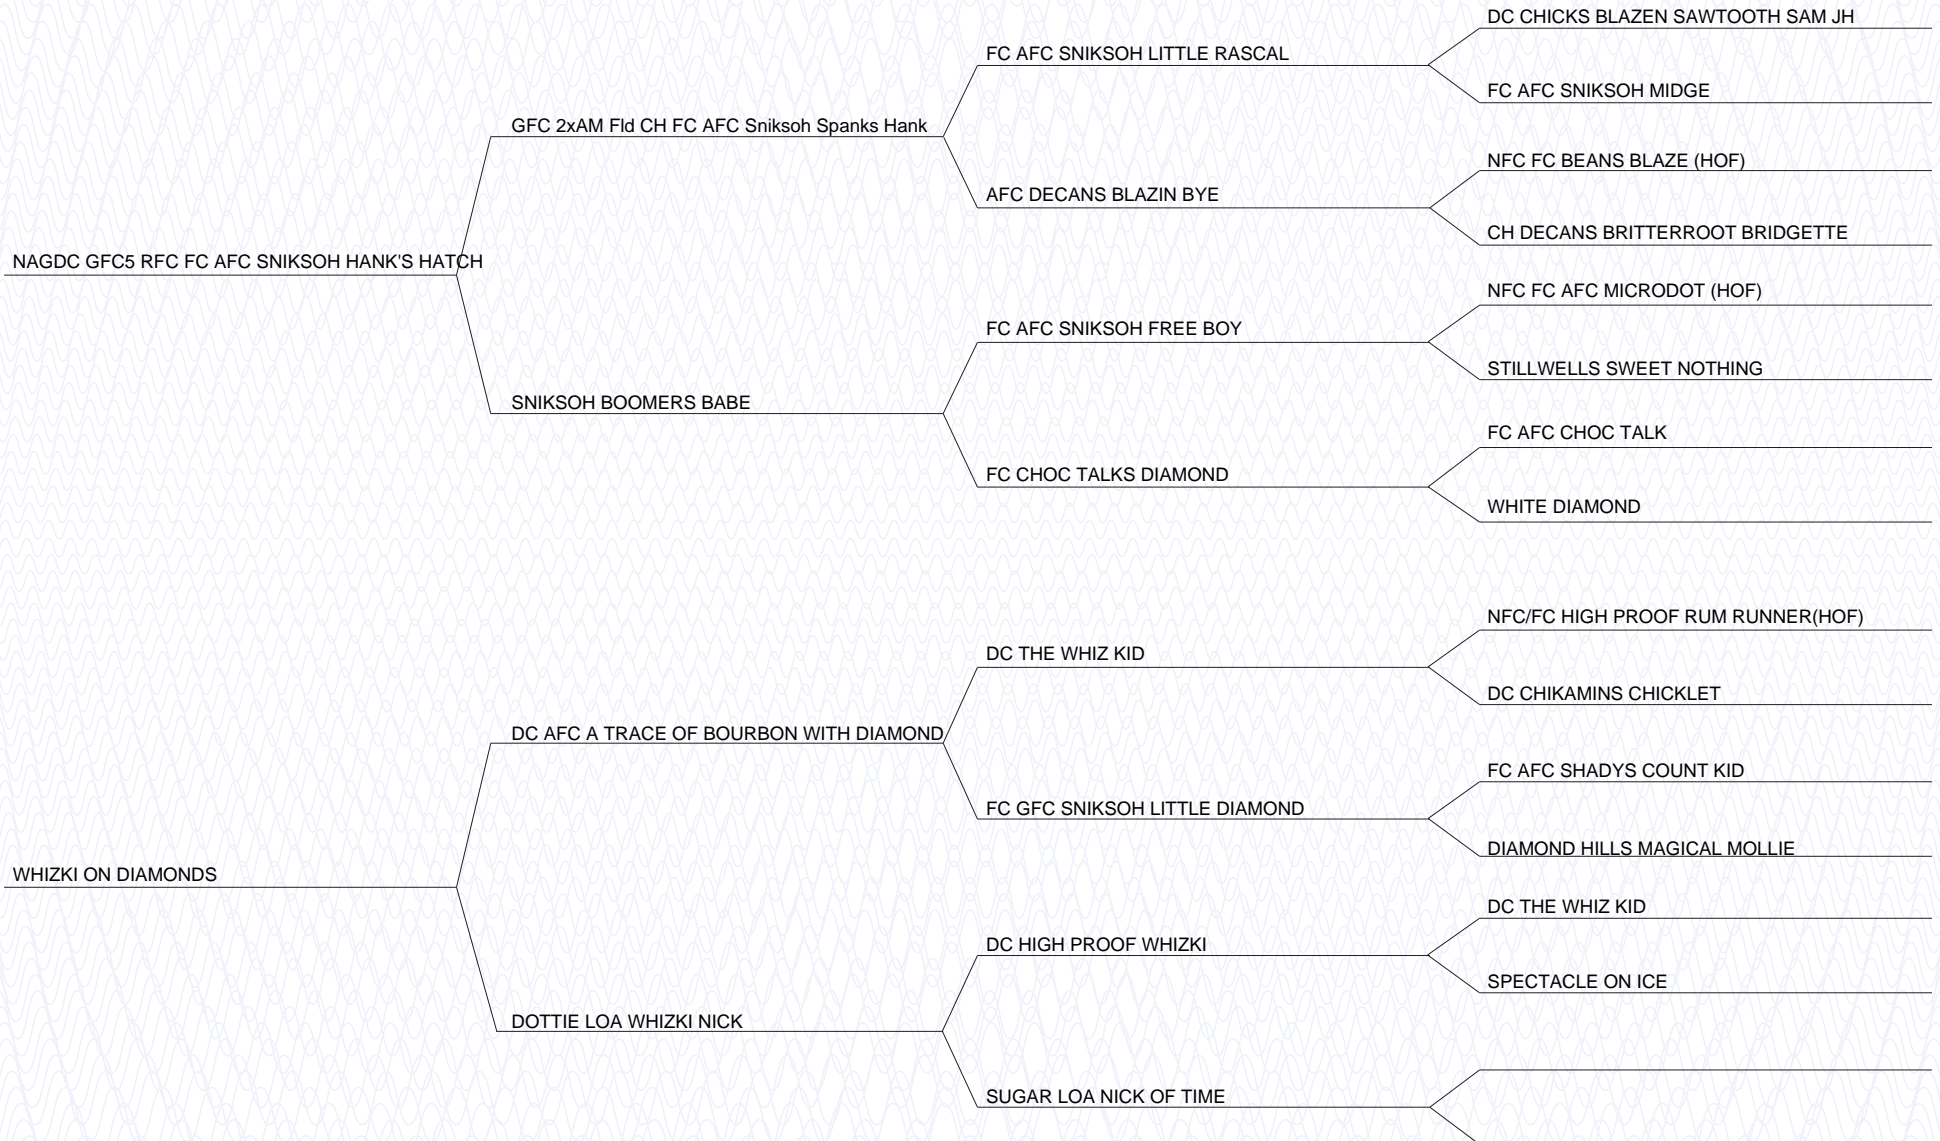 DC CHICKS BLAZEN SAWTOOTH SAM JH
FC AFC SNIKSOH LITTLE RASCAL
FC AFC SNIKSOH MIDGE
GFC 2xAM Fld CH FC AFC Sniksoh Spanks Hank
NFC FC BEANS BLAZE (HOF)
AFC DECANS BLAZIN BYE
CH DECANS BRITTERROOT BRIDGETTE
NAGDC GFC5 RFC FC AFC SNIKSOH HANK'S HATCH
NFC FC AFC MICRODOT (HOF)
FC AFC SNIKSOH FREE BOY
STILLWELLS SWEET NOTHING
SNIKSOH BOOMERS BABE
FC AFC CHOC TALK
FC CHOC TALKS DIAMOND
WHITE DIAMOND
NFC/FC HIGH PROOF RUM RUNNER(HOF)
DC THE WHIZ KID
DC CHIKAMINS CHICKLET
DC AFC A TRACE OF BOURBON WITH DIAMOND
FC AFC SHADYS COUNT KID
FC GFC SNIKSOH LITTLE DIAMOND
DIAMOND HILLS MAGICAL MOLLIE
WHIZKI ON DIAMONDS
DC THE WHIZ KID
DC HIGH PROOF WHIZKI
SPECTACLE ON ICE
DOTTIE LOA WHIZKI NICK
SUGAR LOA NICK OF TIME